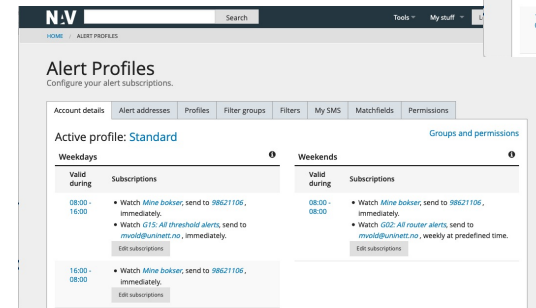 NAV
Search
Tools
My stuff
HOME / ALERT PROFILES
Alert Profiles
Configure your alert subscriptions.
Account details
Alert addresses
Profiles
Filter groups
Filters
My SMS
Matchfields
Permissions
Active profile: Standard
Groups and permissions
Weekdays
Valid during
Subscriptions
08:00 -
16:00
• Watch Mine bokser, send to 98621106 ,
immediately.
• Watch G15: All threshold alerts, send to
mvold@uninett.no , immediately.
Edit subscriptions
16:00 -
08:00
• Watch Mine bokser, send to 98621106 ,
immediately.
Edit subscriptions
Weekends
Valid during
Subscriptions
08:00 -
08:00
• Watch Mine bokser, send to 98621106 ,
immediately.
• Watch G02: All router alerts, send to
mvold@uninett.no , weekly at predefined time.
Edit subscriptions